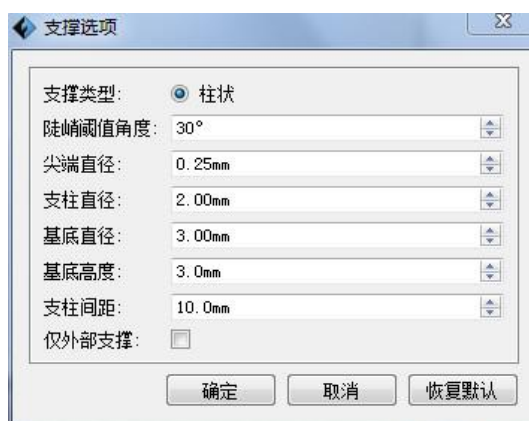 支撑选项
支撑类型: 柱状
陡峭阈值角度: 30°
尖端直径: 0.25mm
支柱直径: 2.00mm
基底直径: 3.00mm
基底高度: 3.0mm
支柱间距: 10.0mm
仅外部支撑:
确定 取消 恢复默认